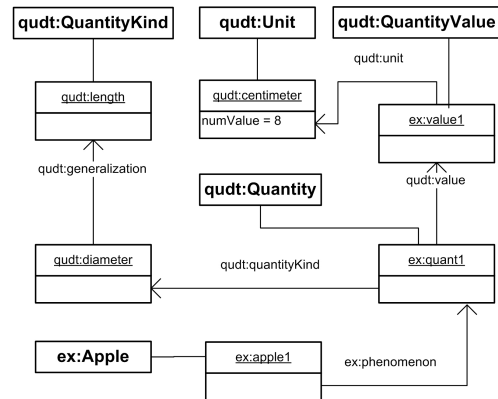 qudt:QuantityKind
qudt:Unit
qudt:QuantityValue
qudt:unit
qudt:length
qudt:centimeter
numValue = 8
ex:value1
qudt:generalization
qudt:value
qudt:Quantity
qudt:diameter
qudt:quantityKind
ex:quant1
ex:Apple
ex:apple1
ex:phenomenon